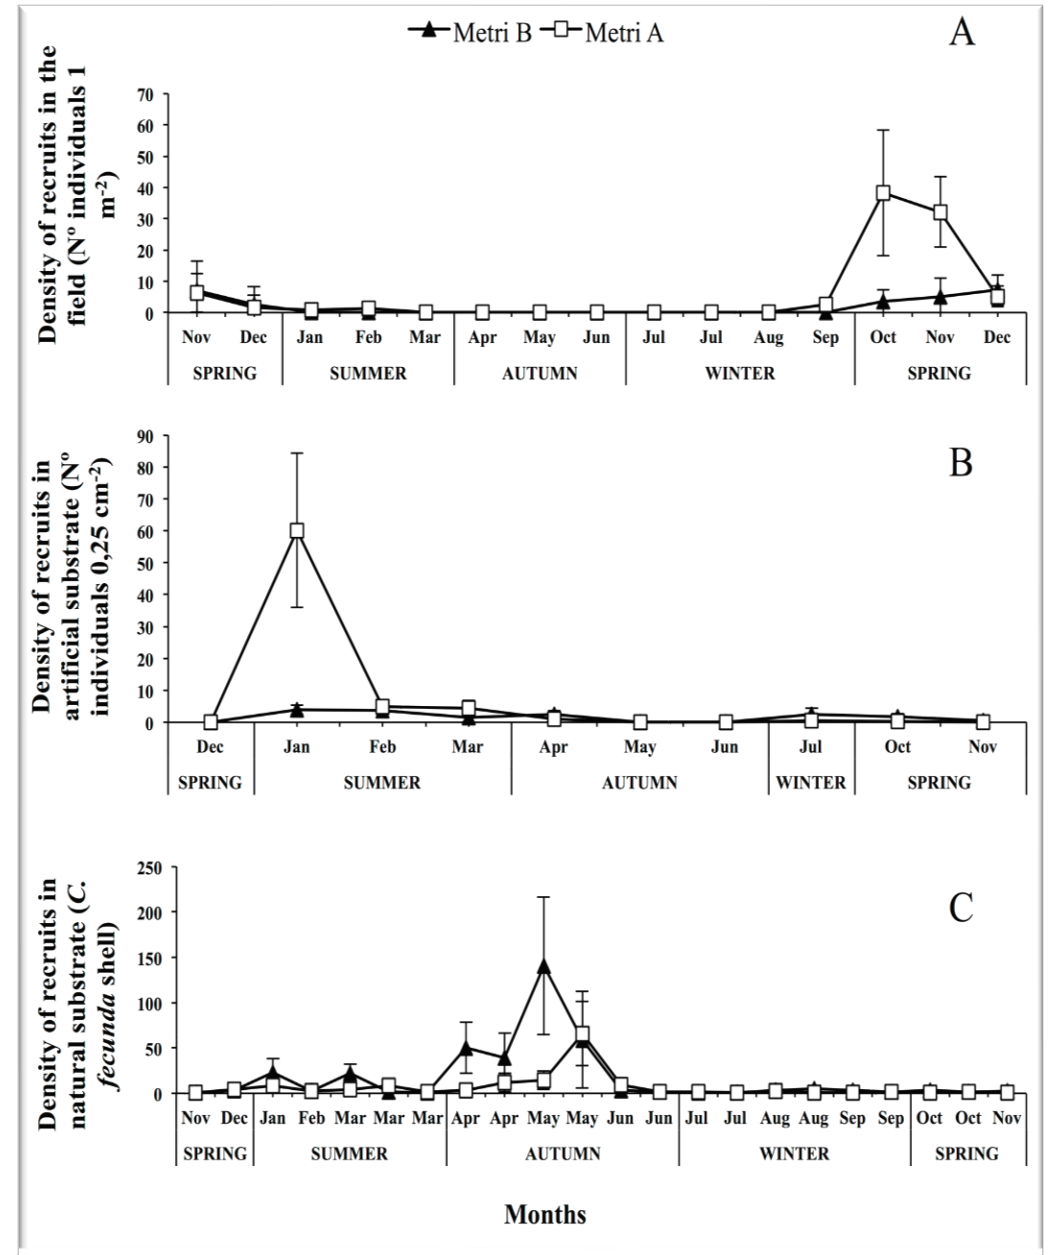 Metri B Metri A
A
Density of recruits in the
field (Nº individuals 1
m-2)
70
60
50
40
30
20
10
0
Nov Dec Jan Feb Mar Apr May Jun Jul Jul Aug Sep Oct Nov Dec
SPRING SUMMER AUTUMN WINTER SPRING
B
Density of recruits in
artificial substrate (Nº
individuals 0,25 cm-2)
90
80
70
60
50
40
30
20
10
0
Dec Jan Feb Mar Apr May Jun Jul Oct Nov
SPRING SUMMER AUTUMN WINTER SPRING
C
Density of recruits in
natural substrate (C.
fecunda shell)
250
200
150
100
50
0
Nov Dec Jan Feb Mar Mar Mar Apr Apr May May Jun Jun Jul Jul Aug Aug Sep Sep Oct Oct Nov
SPRING SUMMER AUTUMN WINTER SPRING
Months